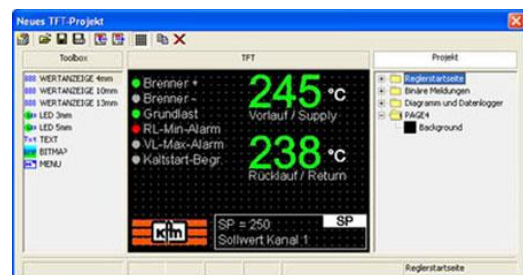 Neues TFT-Projekt
Toolbox
TFT
Projekt
WERTANZEIGE 4mm
WERTANZEIGE 10mm
WERTANZEIGE 13mm
LED 3mm
LED 5mm
TEXT
BITMAP
MENU
Brenner +
Brenner -
Grundlast
RL-Min-Alarm
VL-Max-Alarm
Kaltstart-Begr.
245 °C
Vorlauf / Supply
238 °C
Rücklauf / Return
kfm
SP = 250
SP
Sollwert Kanal 1
Reglerstartseite
Binäre Meldungen
Diagramm und Datenlogger
PAGE4
Background
Reglerstartseite